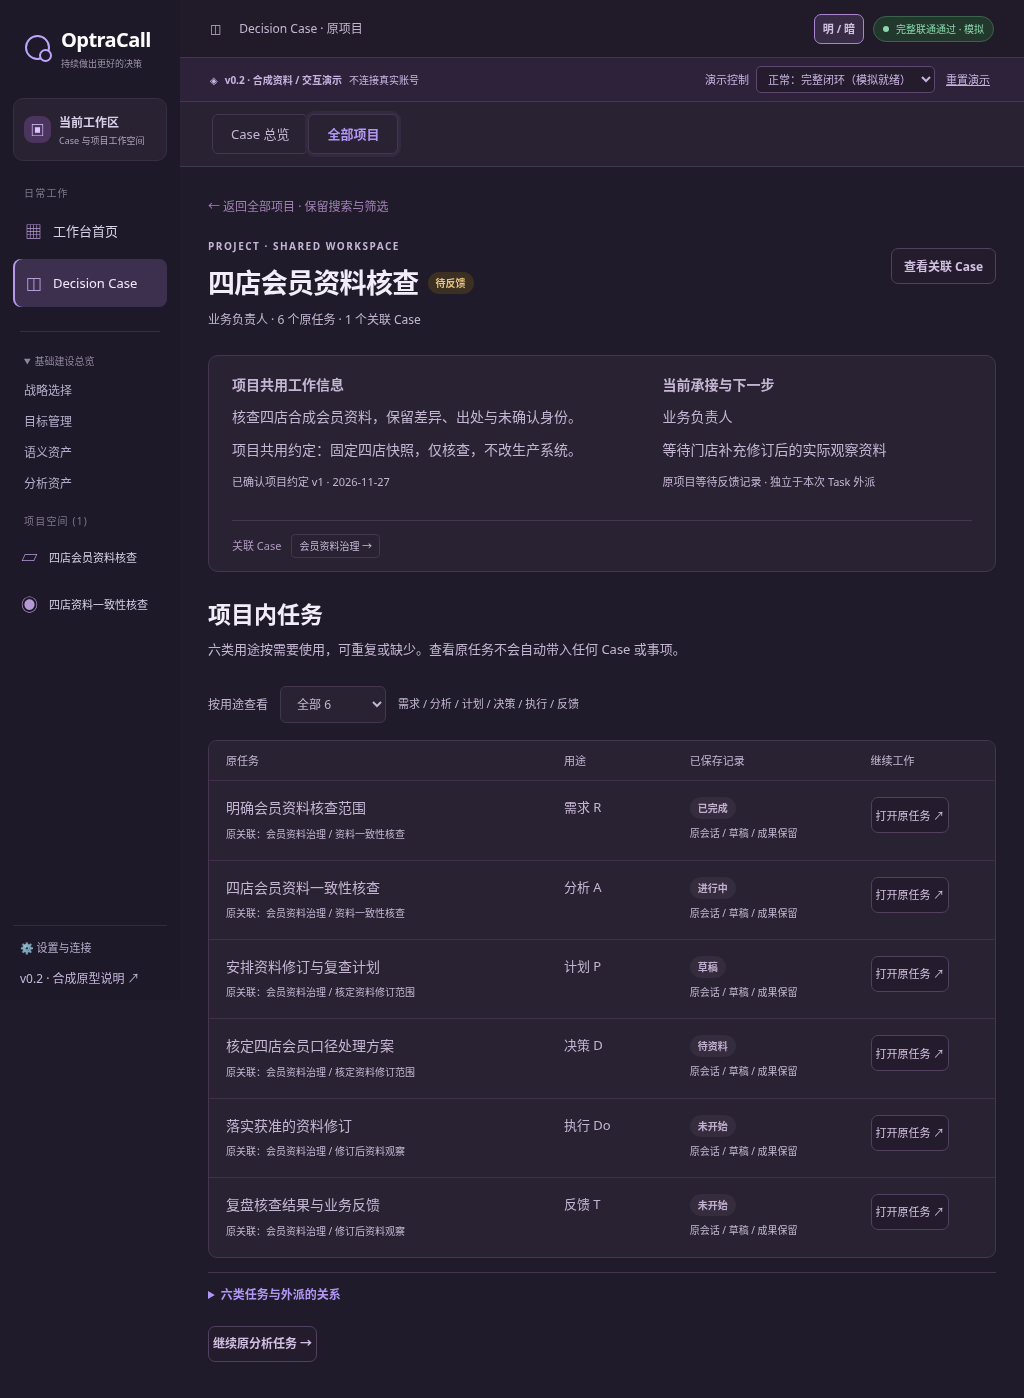 OptraCall
持续做出更好的决策
当前工作区
Case 与项目工作空间
日常工作
工作台首页
Decision Case
▼ 基础建设总览
战略选择
目标管理
语义资产
分析资产
项目空间 (1)
四店会员资料核查
四店资料一致性核查
⚙️ 设置与连接
v0.2 · 合成原型说明 ↗
Decision Case · 原项目
明 / 暗
完整联通通过 · 模拟
◈ v0.2 · 合成资料 / 交互演示 不连接真实账号
演示控制 正常：完整闭环（模拟就绪） 重置演示
Case 总览 全部项目
← 返回全部项目 · 保留搜索与筛选
PROJECT · SHARED WORKSPACE
四店会员资料核查 待反馈
查看关联 Case
业务负责人 · 6 个原任务 · 1 个关联 Case
项目共用工作信息
核查四店合成会员资料，保留差异、出处与未确认身份。
项目共用约定：固定四店快照，仅核查，不改生产系统。
已确认项目约定 v1 · 2026-11-27
当前承接与下一步
业务负责人
等待门店补充修订后的实际观察资料
原项目等待反馈记录 · 独立于本次 Task 外派
关联 Case 会员资料治理 →
项目内任务
六类用途按需要使用，可重复或缺少。查看原任务不会自动带入任何 Case 或事项。
按用途查看 全部 6 需求 / 分析 / 计划 / 决策 / 执行 / 反馈
原任务 用途 已保存记录 继续工作
明确会员资料核查范围 需求 R 已完成 打开原任务 ↗
原关联：会员资料治理 / 资料一致性核查 原会话 / 草稿 / 成果保留
四店会员资料一致性核查 分析 A 进行中 打开原任务 ↗
原关联：会员资料治理 / 资料一致性核查 原会话 / 草稿 / 成果保留
安排资料修订与复查计划 计划 P 草稿 打开原任务 ↗
原关联：会员资料治理 / 核定资料修订范围 原会话 / 草稿 / 成果保留
核定四店会员口径处理方案 决策 D 待资料 打开原任务 ↗
原关联：会员资料治理 / 核定资料修订范围 原会话 / 草稿 / 成果保留
落实获准的资料修订 执行 Do 未开始 打开原任务 ↗
原关联：会员资料治理 / 修订后资料观察 原会话 / 草稿 / 成果保留
复盘核查结果与业务反馈 反馈 T 未开始 打开原任务 ↗
原关联：会员资料治理 / 修订后资料观察 原会话 / 草稿 / 成果保留
▶ 六类任务与外派的关系
继续原分析任务 →